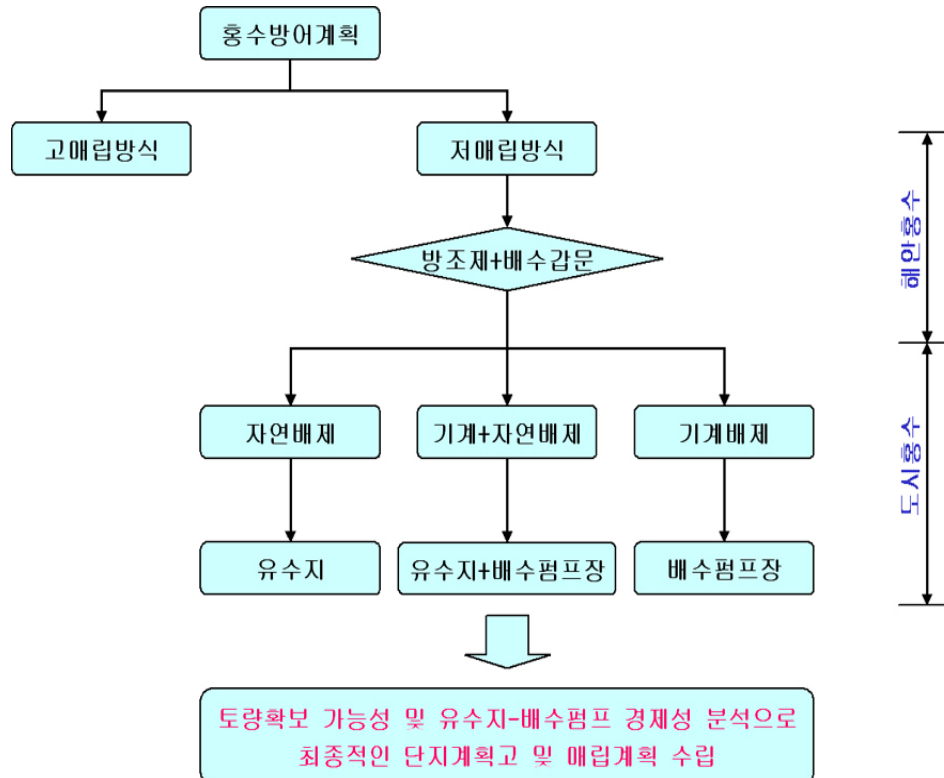 홍수방어계획
고매립방식
저매립방식
방조제+배수갑문
해안홍수
자연배제
기계+자연배제
기계배제
도시홍수
유수지
유수지+배수펌프장
배수펌프장
토량확보 가능성 및 유수지-배수펌프 경제성 분석으로
최종적인 단지계획고 및 매립계획 수립